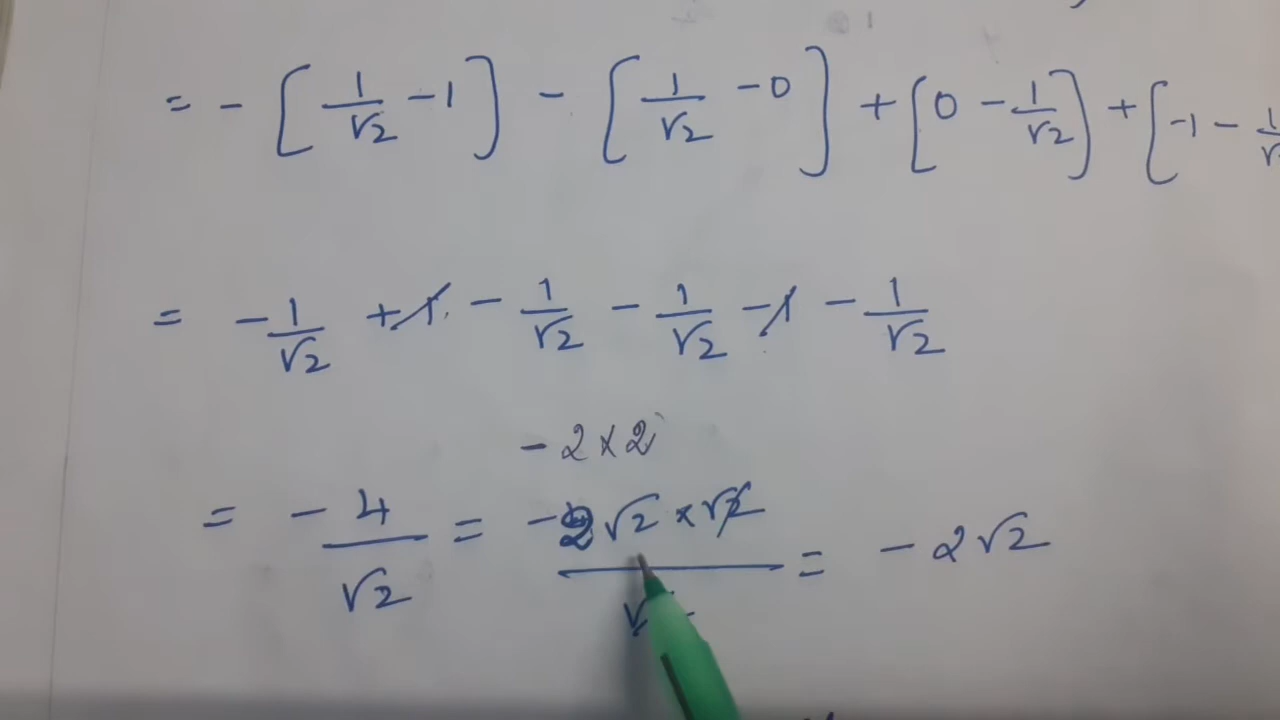 = - [1/√2 - 1] - [1/√2 - 0] + [0 - 1/√2] + [-1 - 1/√
= - 1/√2 + 1 - 1/√2 - 1/√2 - 1 - 1/√2
- 2 × 2
= - 4/√2 = - 2√2 × √2 / √ = - 2√2